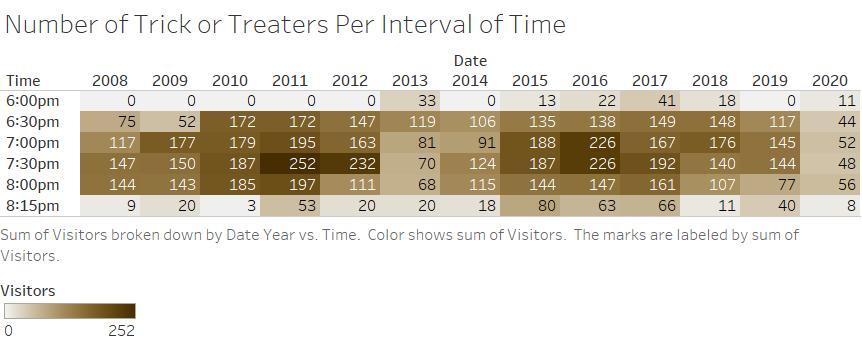 Number of Trick or Treaters Per Interval of Time
Date
Time 2008 2009 2010 2011 2012 2013 2014 2015 2016 2017 2018 2019 2020
6:00pm 0 0 0 0 0 33 0 13 22 41 18 0 11
6:30pm 75 52 172 172 147 119 106 135 138 149 148 117 44
7:00pm 117 177 179 195 163 81 91 188 226 167 176 145 52
7:30pm 147 150 187 252 232 70 124 187 226 192 140 144 48
8:00pm 144 143 185 197 111 68 115 144 147 161 107 77 56
8:15pm 9 20 3 53 20 20 18 80 63 66 11 40 8
Sum of Visitors broken down by Date Year vs. Time. Color shows sum of Visitors. The marks are labeled by sum of
Visitors.
Visitors
0 252